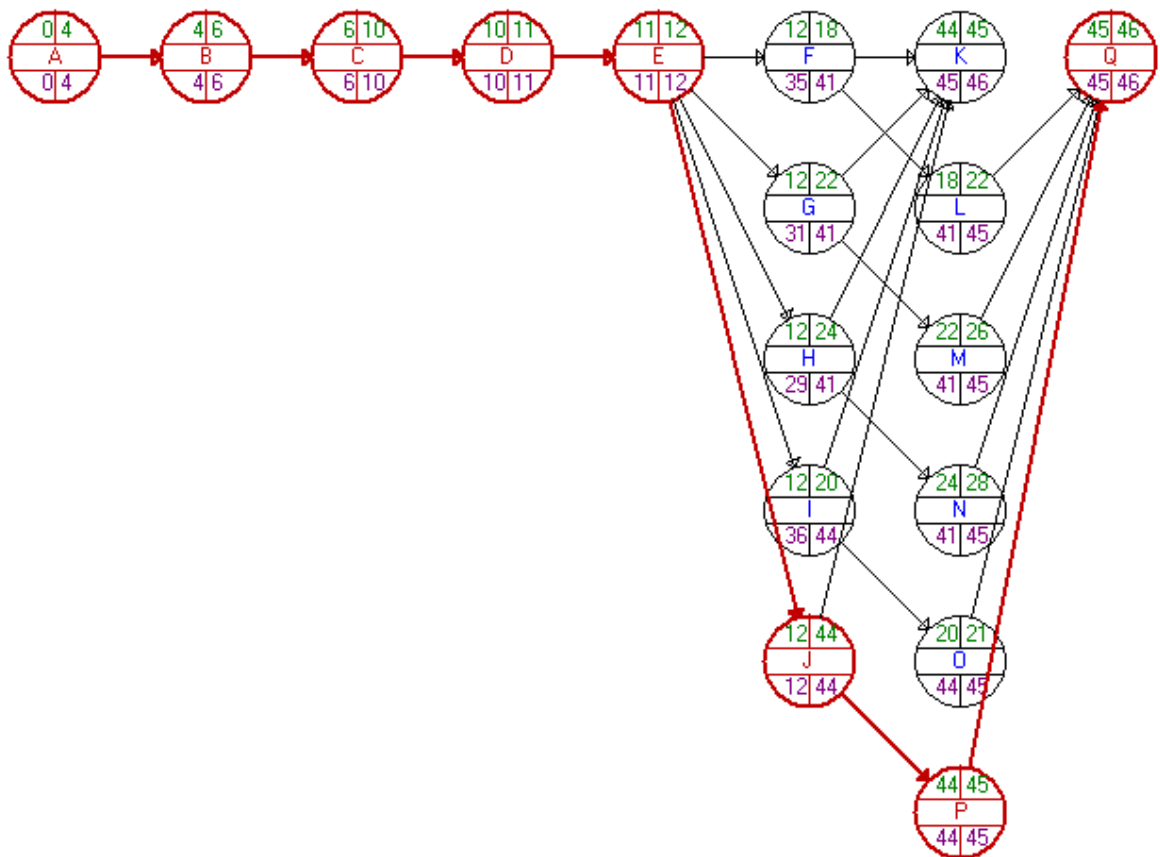 0 4 4 6 6 10 10 11 11 12 12 18 44 45 45 46
A B C D E F K Q
0 4 4 6 6 10 10 11 11 12 35 41 45 46 45 46
12 22 18 22
G L
31 41 41 45
12 24 22 26
H M
29 41 41 45
12 20 24 28
I N
36 44 41 45
12 44 20 21
J O
12 44 44 45
44 45
P
44 45